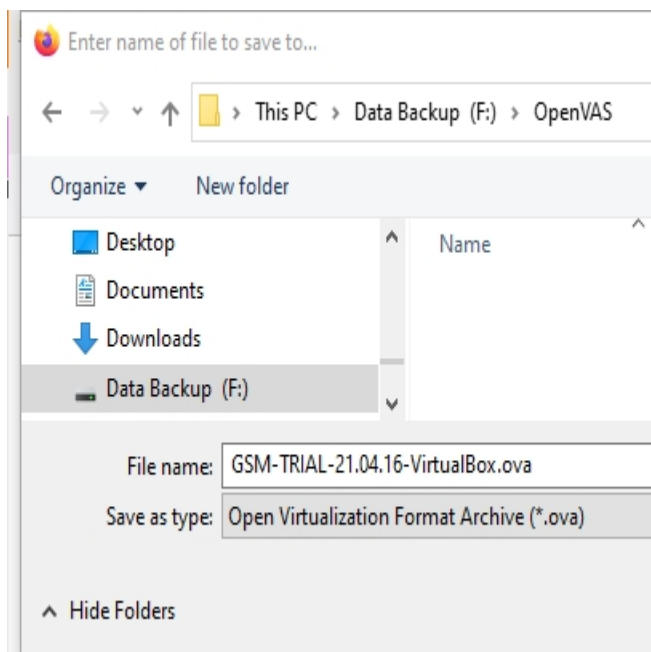 Enter name of file to save to...
This PC > Data Backup (F:) > OpenVAS
Organize New folder
Desktop
Name
Documents
Downloads
Data Backup (F:)
File name: GSM-TRIAL-21.04.16-VirtualBox.ova
Save as type: Open Virtualization Format Archive (*.ova)
Hide Folders